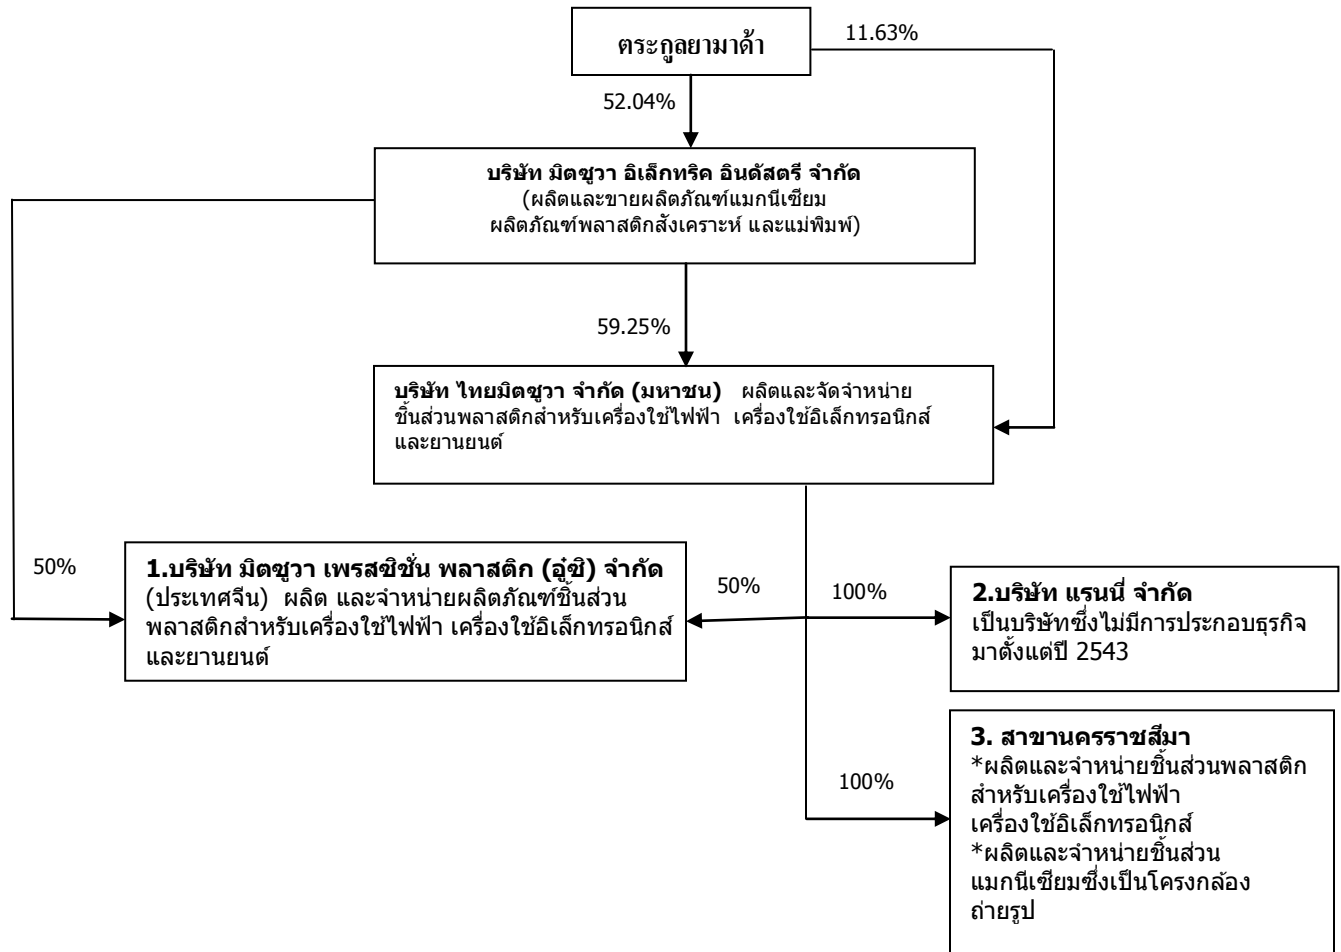 ตระกูลยามาด้า
11.63%
52.04%
บริษัท มิตซูวา อิเล็กทริค อินดัสตรี จำกัด
(ผลิตและขายผลิตภัณฑ์แมกนีเซียม
ผลิตภัณฑ์พลาสติกสังเคราะห์ และแม่พิมพ์)
59.25%
บริษัท ไทยมิตซูวา จำกัด (มหาชน) ผลิตและจัดจำหน่าย
ชิ้นส่วนพลาสติกสำหรับเครื่องใช้ไฟฟ้า เครื่องใช้อิเล็กทรอนิกส์
และยานยนต์
50%
1.บริษัท มิตซูวา เพรสซิชั่น พลาสติก (อู๋ซิ) จำกัด
(ประเทศจีน) ผลิต และจำหน่ายผลิตภัณฑ์ชิ้นส่วน
พลาสติกสำหรับเครื่องใช้ไฟฟ้า เครื่องใช้อิเล็กทรอนิกส์
และยานยนต์
50%
100%
2.บริษัท แรนนี่ จำกัด
เป็นบริษัทซึ่งไม่มีการประกอบธุรกิจ
มาตั้งแต่ปี 2543
100%
3. สาขานครราชสีมา
*ผลิตและจำหน่ายชิ้นส่วนพลาสติก
สำหรับเครื่องใช้ไฟฟ้า
เครื่องใช้อิเล็กทรอนิกส์
*ผลิตและจำหน่ายชิ้นส่วน
แมกนีเซียมซึ่งเป็นโครงกล้อง
ถ่ายรูป